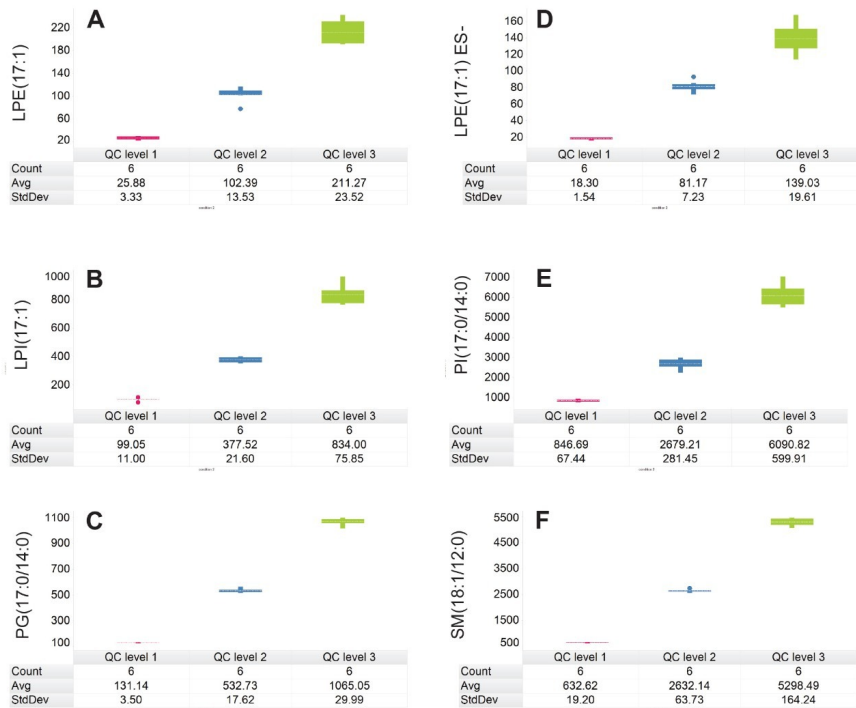 A
LPE(17:1)
220
180
140
100
60
20
QC level 1 QC level 2 QC level 3
Count 6 6 6
Avg 25.88 102.39 211.27
StdDev 3.33 13.53 23.52
D
LPE(17:1) ES-
160
140
120
100
80
60
40
20
QC level 1 QC level 2 QC level 3
Count 6 6 6
Avg 18.30 81.17 139.03
StdDev 1.54 7.23 19.61
B
LPI(17:1)
1000
800
600
400
200
QC level 1 QC level 2 QC level 3
Count 6 6 6
Avg 99.05 377.52 834.00
StdDev 11.00 21.60 75.85
E
PI(17:0/14:0)
7000
6000
5000
4000
3000
2000
1000
QC level 1 QC level 2 QC level 3
Count 6 6 6
Avg 846.69 2679.21 6090.82
StdDev 67.44 281.45 599.91
C
PG(17:0/14:0)
1100
900
700
500
300
100
QC level 1 QC level 2 QC level 3
Count 6 6 6
Avg 131.14 532.73 1065.05
StdDev 3.50 17.62 29.99
F
SM(18:1/12:0)
5500
4500
3500
2500
1500
500
QC level 1 QC level 2 QC level 3
Count 6 6 6
Avg 632.62 2632.14 5298.49
StdDev 19.20 63.73 164.24